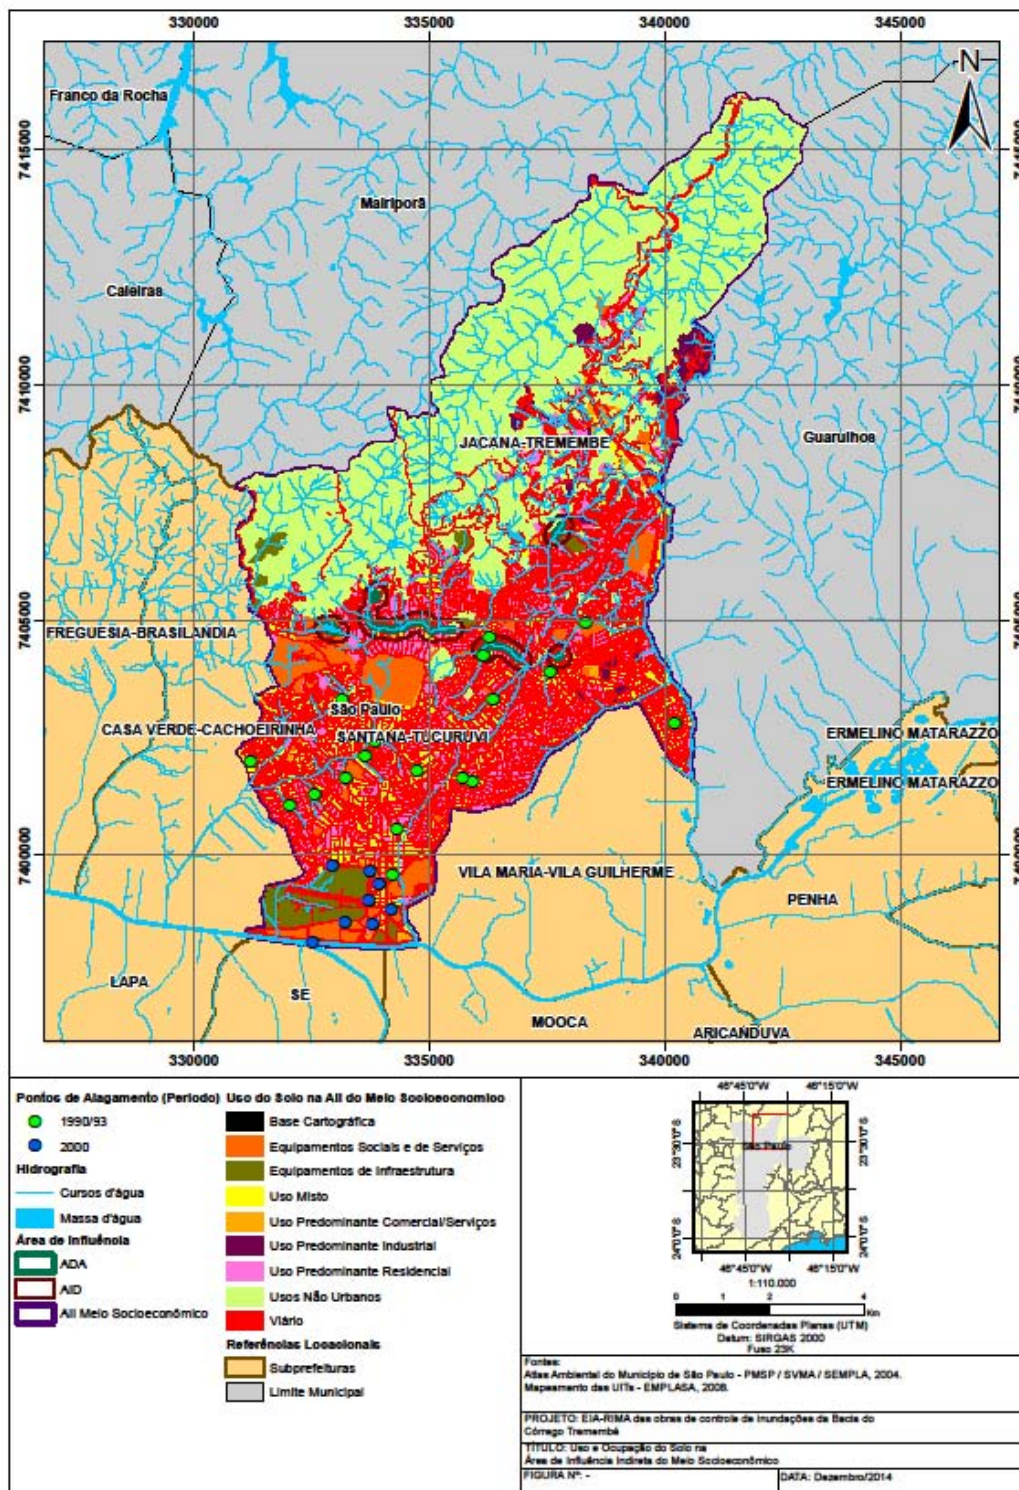 330000 335000 340000 345000
N
Franco da Rocha
7415000 7415000
Mairiporã
Caieiras
7410000 7410000
JACANA-TREMEMBE
Guarulhos
7405000 7405000
FREGUESIA-BRASILANDIA
São Paulo
CASA VERDE-CACHOEIRINHA
SANTANA-TUCURUVI
ERMELINO MATARAZZO
ERMELINO MATARAZZO
7400000 7400000
VILA MARIA-VILA GUILHERME
PENHA
LAPA
SE
MOOCA
ARICANDUVA
330000 335000 340000 345000
Pontos de Alagamento (Período)
1990/93
2000
Hidrografia
Cursos d'água
Massa d'água
Área de Influência
ADA
AID
AII Meio Socioeconômico
Uso do Solo na AII do Meio Socioeconomico
Base Cartográfica
Equipamentos Sociais e de Serviços
Equipamentos de Infraestrutura
Uso Misto
Uso Predominante Comercial/Serviços
Uso Predominante Industrial
Uso Predominante Residencial
Usos Não Urbanos
Viário
Referências Locacionais
Subprefeituras
Limite Municipal
46°45'0"W 46°15'0"W
23°30'0"S 23°30'0"S
São Paulo
24°0'0"S 24°0'0"S
46°45'0"W 46°15'0"W
1:110.000
0 1 2 4
Km
Sistema de Coordenadas Planas (UTM)
Datum: SIRGAS 2000
Fuso 23K
Fontes:
Atlas Ambiental do Município de São Paulo - PMSP / SVMA / SEMPLA, 2004.
Mapeamento das UITs - EMPLASA, 2008.
PROJETO: EIA-RIMA das obras de controle de inundações da Bacia do
Córrego Tremembé
TÍTULO: Uso e Ocupação do Solo na
Área de Influência Indireta do Meio Socioeconômico
FIGURA Nº: -
DATA: Dezembro/2014